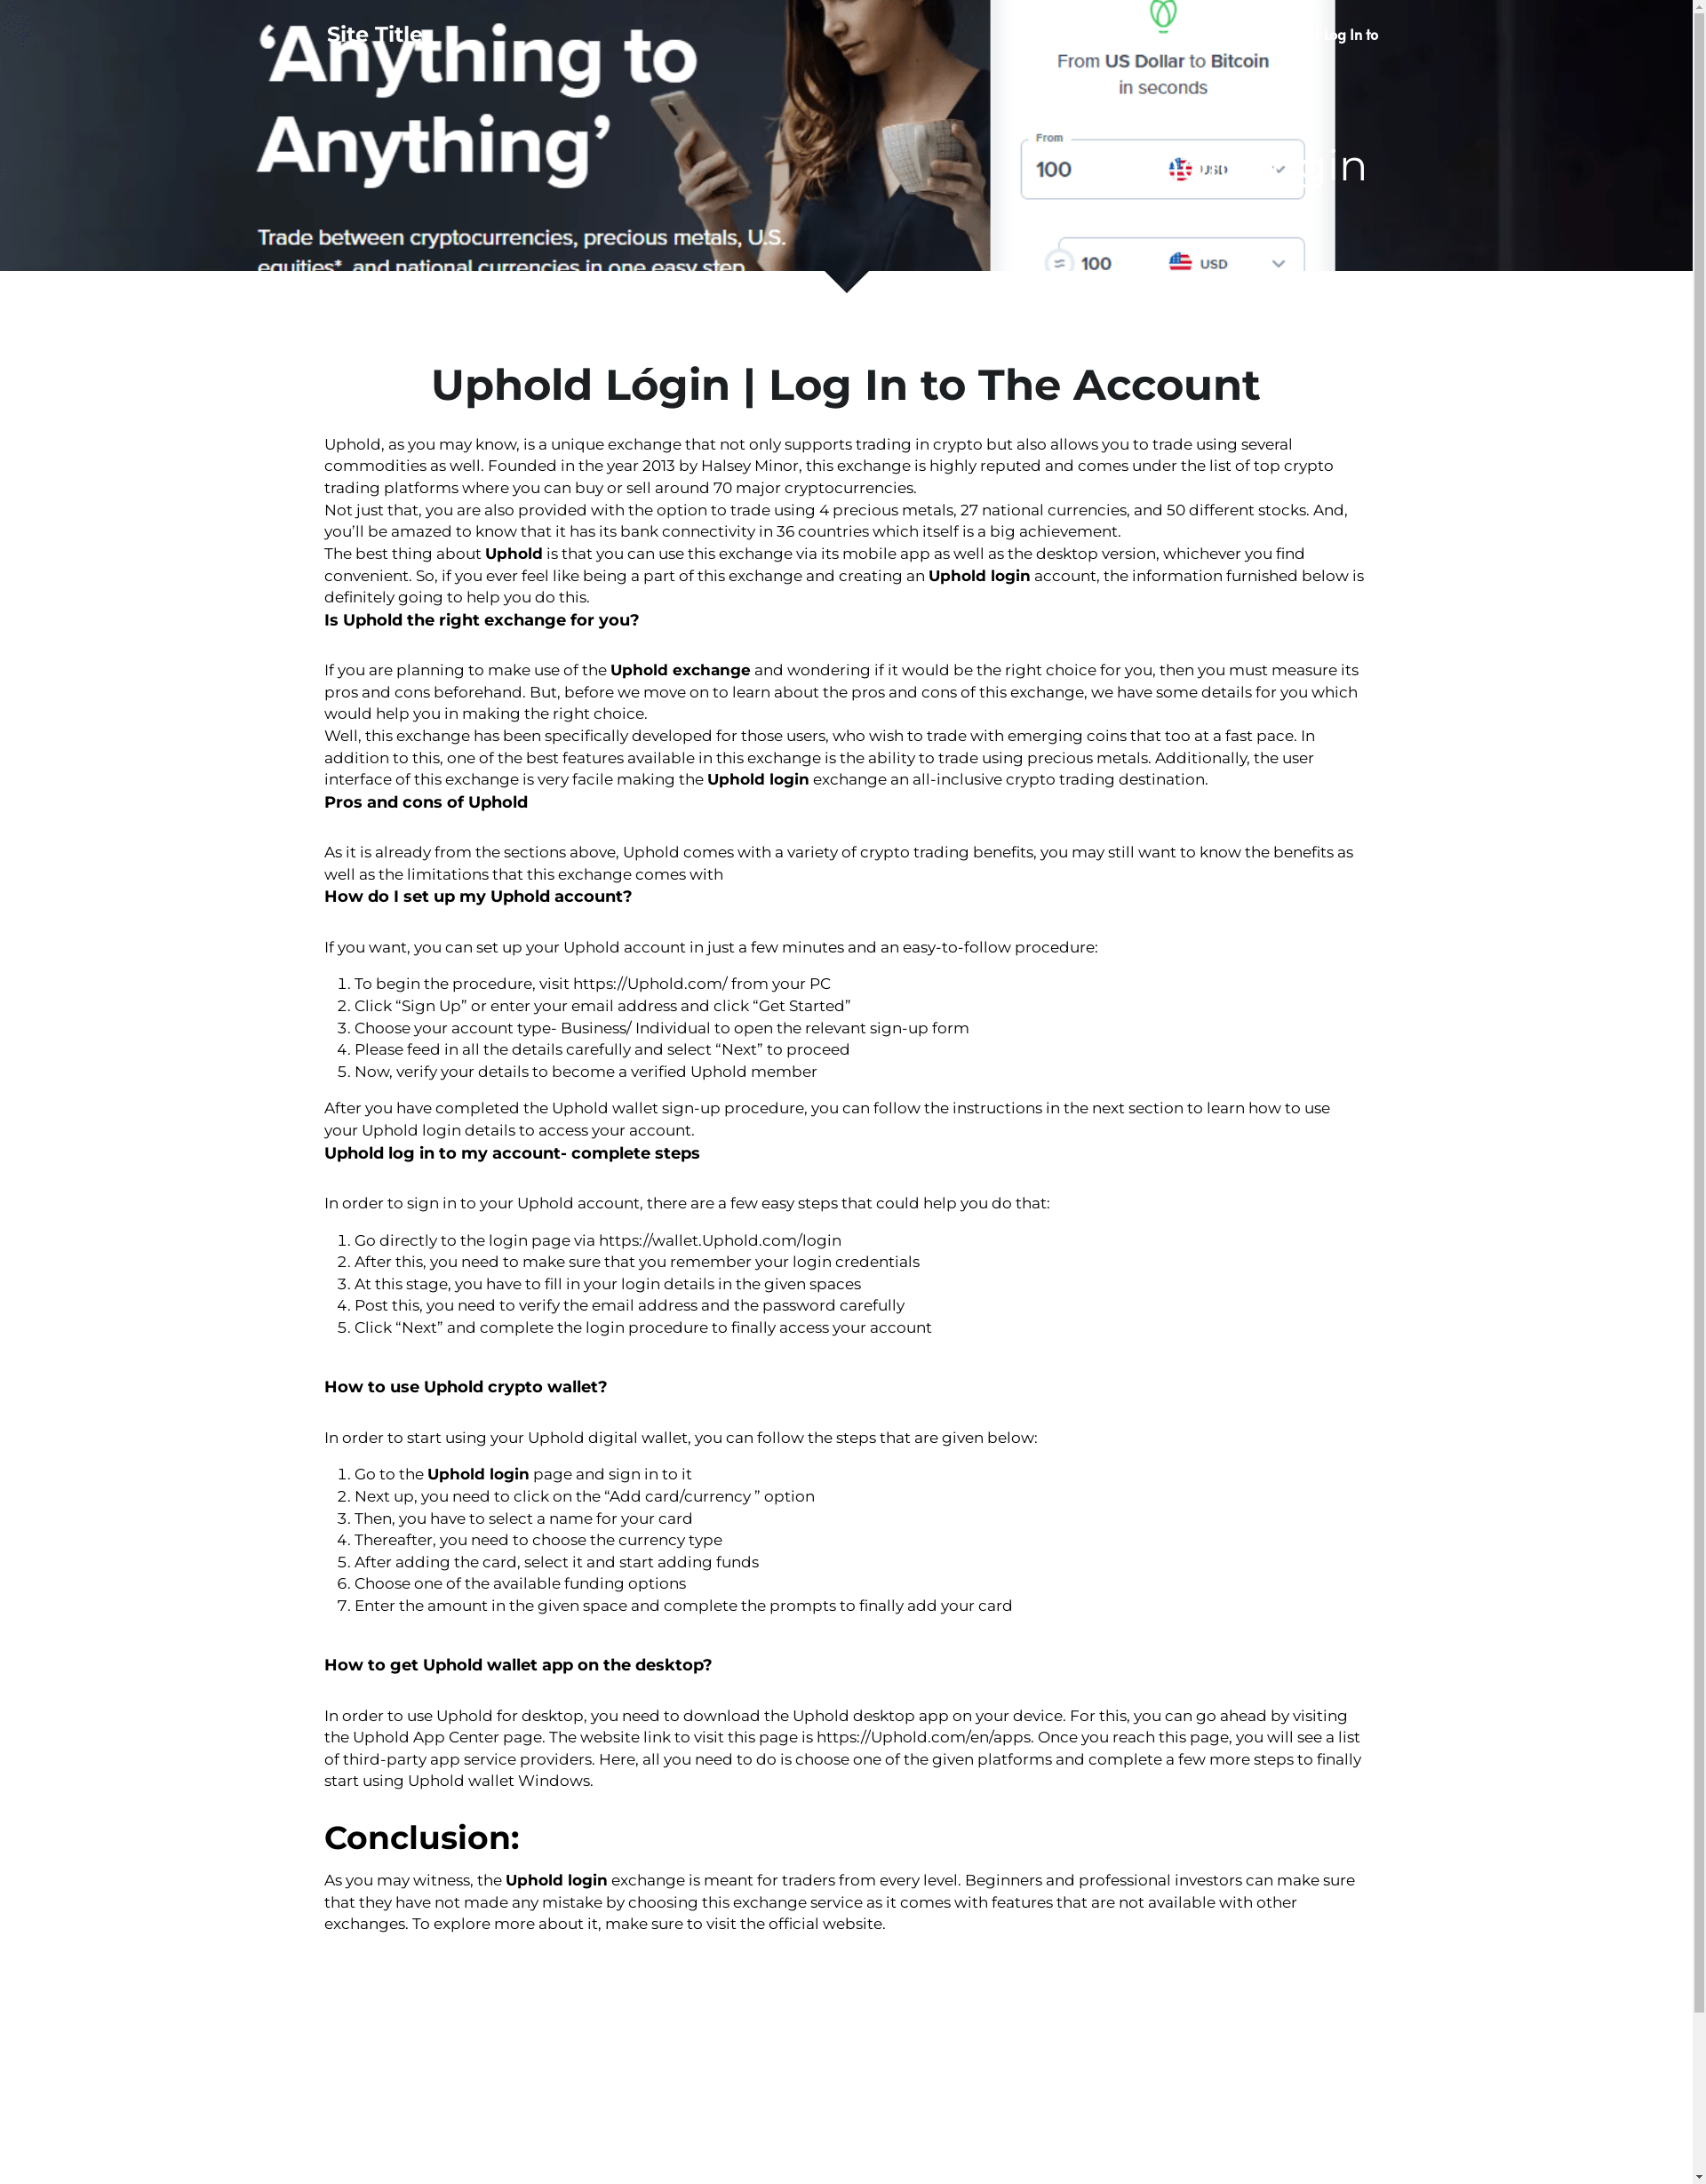 Site Title
Log In to
'Anything to
Anything'
Trade between cryptocurrencies, precious metals, U.S.
equities*, and national currencies in one easy step
From US Dollar to Bitcoin
in seconds
From
100
USD
100
USD
Uphold Lógin | Log In to The Account
Uphold, as you may know, is a unique exchange that not only supports trading in crypto but also allows you to trade using several
commodities as well. Founded in the year 2013 by Halsey Minor, this exchange is highly reputed and comes under the list of top crypto
trading platforms where you can buy or sell around 70 major cryptocurrencies.
Not just that, you are also provided with the option to trade using 4 precious metals, 27 national currencies, and 50 different stocks. And,
you'll be amazed to know that it has its bank connectivity in 36 countries which itself is a big achievement.
The best thing about Uphold is that you can use this exchange via its mobile app as well as the desktop version, whichever you find
convenient. So, if you ever feel like being a part of this exchange and creating an Uphold login account, the information furnished below is
definitely going to help you do this.
Is Uphold the right exchange for you?
If you are planning to make use of the Uphold exchange and wondering if it would be the right choice for you, then you must measure its
pros and cons beforehand. But, before we move on to learn about the pros and cons of this exchange, we have some details for you which
would help you in making the right choice.
Well, this exchange has been specifically developed for those users, who wish to trade with emerging coins that too at a fast pace. In
addition to this, one of the best features available in this exchange is the ability to trade using precious metals. Additionally, the user
interface of this exchange is very facile making the Uphold login exchange an all-inclusive crypto trading destination.
Pros and cons of Uphold
As it is already from the sections above, Uphold comes with a variety of crypto trading benefits, you may still want to know the benefits as
well as the limitations that this exchange comes with
How do I set up my Uphold account?
If you want, you can set up your Uphold account in just a few minutes and an easy-to-follow procedure:
1. To begin the procedure, visit https://Uphold.com/ from your PC
2. Click “Sign Up” or enter your email address and click “Get Started”
3. Choose your account type- Business/ Individual to open the relevant sign-up form
4. Please feed in all the details carefully and select “Next” to proceed
5. Now, verify your details to become a verified Uphold member
After you have completed the Uphold wallet sign-up procedure, you can follow the instructions in the next section to learn how to use
your Uphold login details to access your account.
Uphold log in to my account- complete steps
In order to sign in to your Uphold account, there are a few easy steps that could help you do that:
1. Go directly to the login page via https://wallet.Uphold.com/login
2. After this, you need to make sure that you remember your login credentials
3. At this stage, you have to fill in your login details in the given spaces
4. Post this, you need to verify the email address and the password carefully
5. Click “Next” and complete the login procedure to finally access your account
How to use Uphold crypto wallet?
In order to start using your Uphold digital wallet, you can follow the steps that are given below:
1. Go to the Uphold login page and sign in to it
2. Next up, you need to click on the “Add card/currency ” option
3. Then, you have to select a name for your card
4. Thereafter, you need to choose the currency type
5. After adding the card, select it and start adding funds
6. Choose one of the available funding options
7. Enter the amount in the given space and complete the prompts to finally add your card
How to get Uphold wallet app on the desktop?
In order to use Uphold for desktop, you need to download the Uphold desktop app on your device. For this, you can go ahead by visiting
the Uphold App Center page. The website link to visit this page is https://Uphold.com/en/apps. Once you reach this page, you will see a list
of third-party app service providers. Here, all you need to do is choose one of the given platforms and complete a few more steps to finally
start using Uphold wallet Windows.
Conclusion:
As you may witness, the Uphold login exchange is meant for traders from every level. Beginners and professional investors can make sure
that they have not made any mistake by choosing this exchange service as it comes with features that are not available with other
exchanges. To explore more about it, make sure to visit the official website.